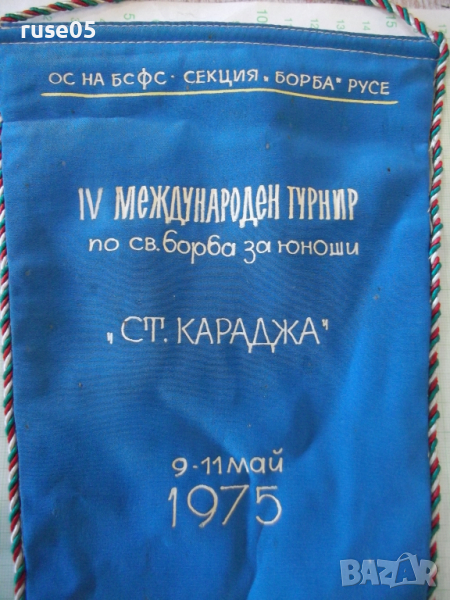 ruse05
ОС НА БСФС - СЕКЦИЯ „БОРБА" РУСЕ
IV МЕЖДУНАРОДЕН ТУРНИР
по св. борба за юноши
„СТ. КАРАДЖА"
9-11 май
1975
BAZAR